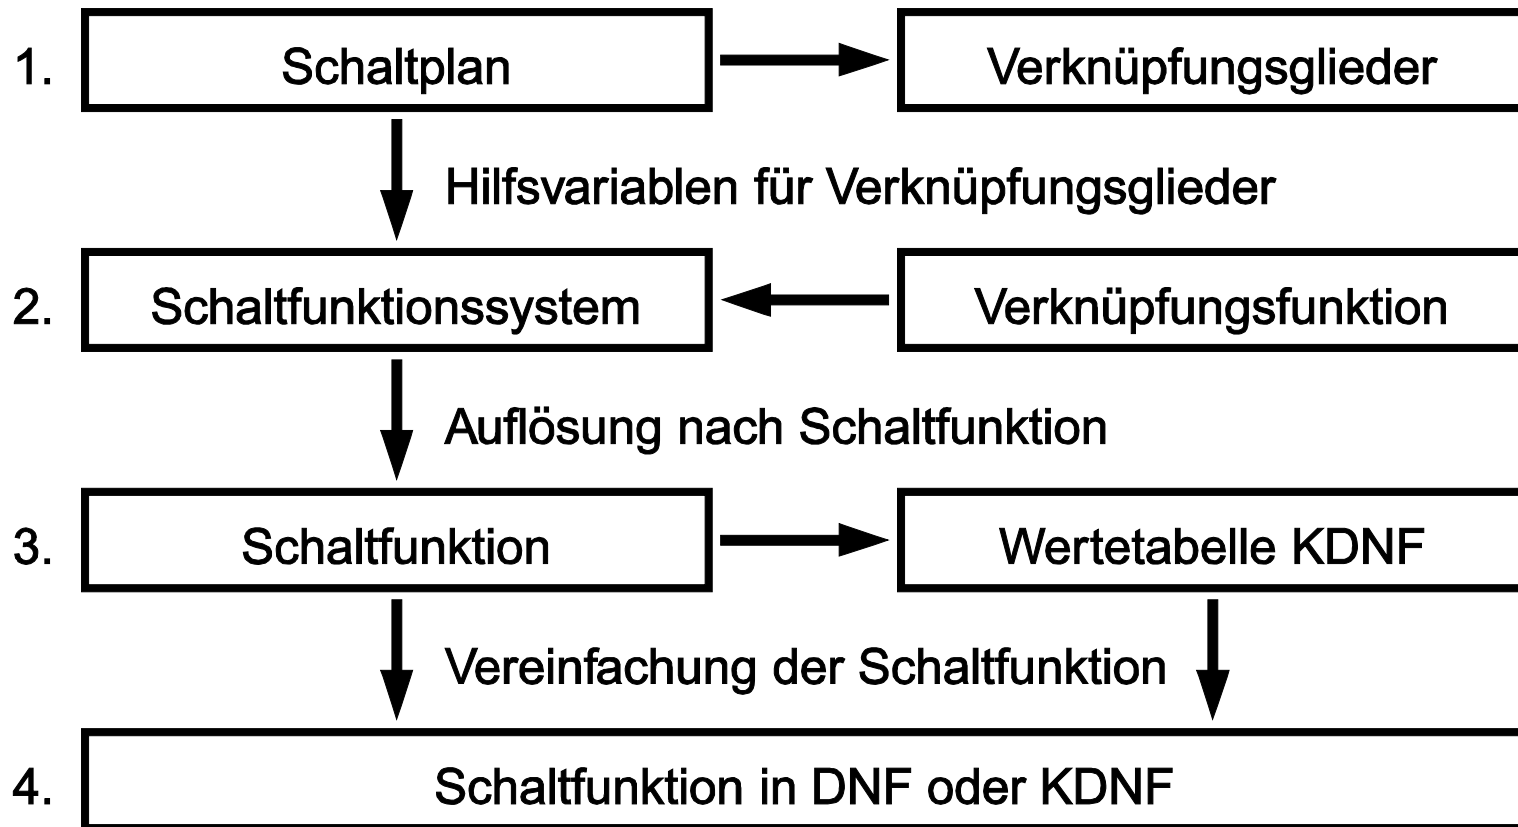 1. Schaltplan Verknüpfungsglieder
Hilfsvariablen für Verknüpfungsglieder
2. Schaltfunktionssystem Verknüpfungsfunktion
Auflösung nach Schaltfunktion
3. Schaltfunktion Wertetabelle KDNF
Vereinfachung der Schaltfunktion
4. Schaltfunktion in DNF oder KDNF